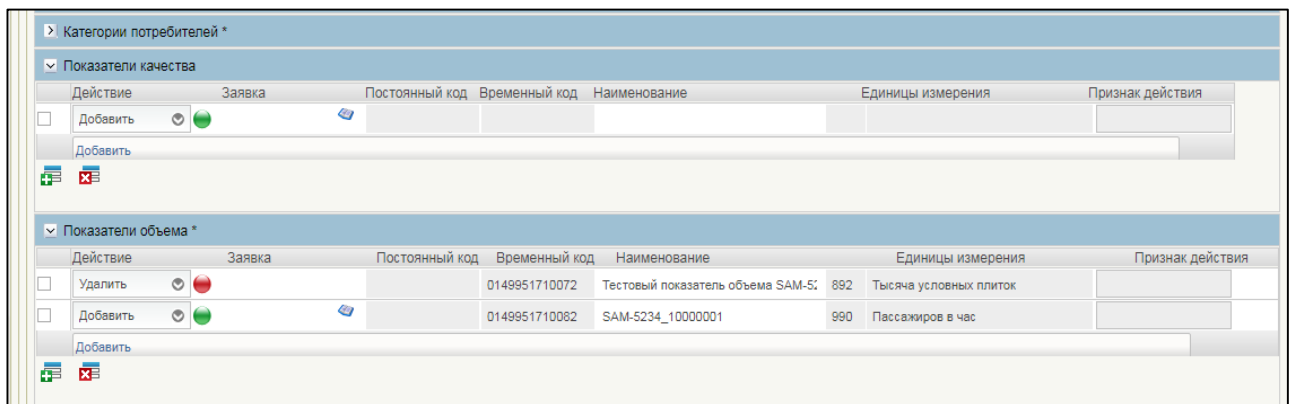 Категории потребителей *
Показатели качества
Действие Заявка Постоянный код Временный код Наименование Единицы измерения Признак действия
Добавить
Добавить
Показатели объема *
Действие Заявка Постоянный код Временный код Наименование Единицы измерения Признак действия
Удалить 0149951710072 Тестовый показатель объема SAM-52 892 Тысяча условных плиток
Добавить 0149951710082 SAM-5234_10000001 990 Пассажиров в час
Добавить